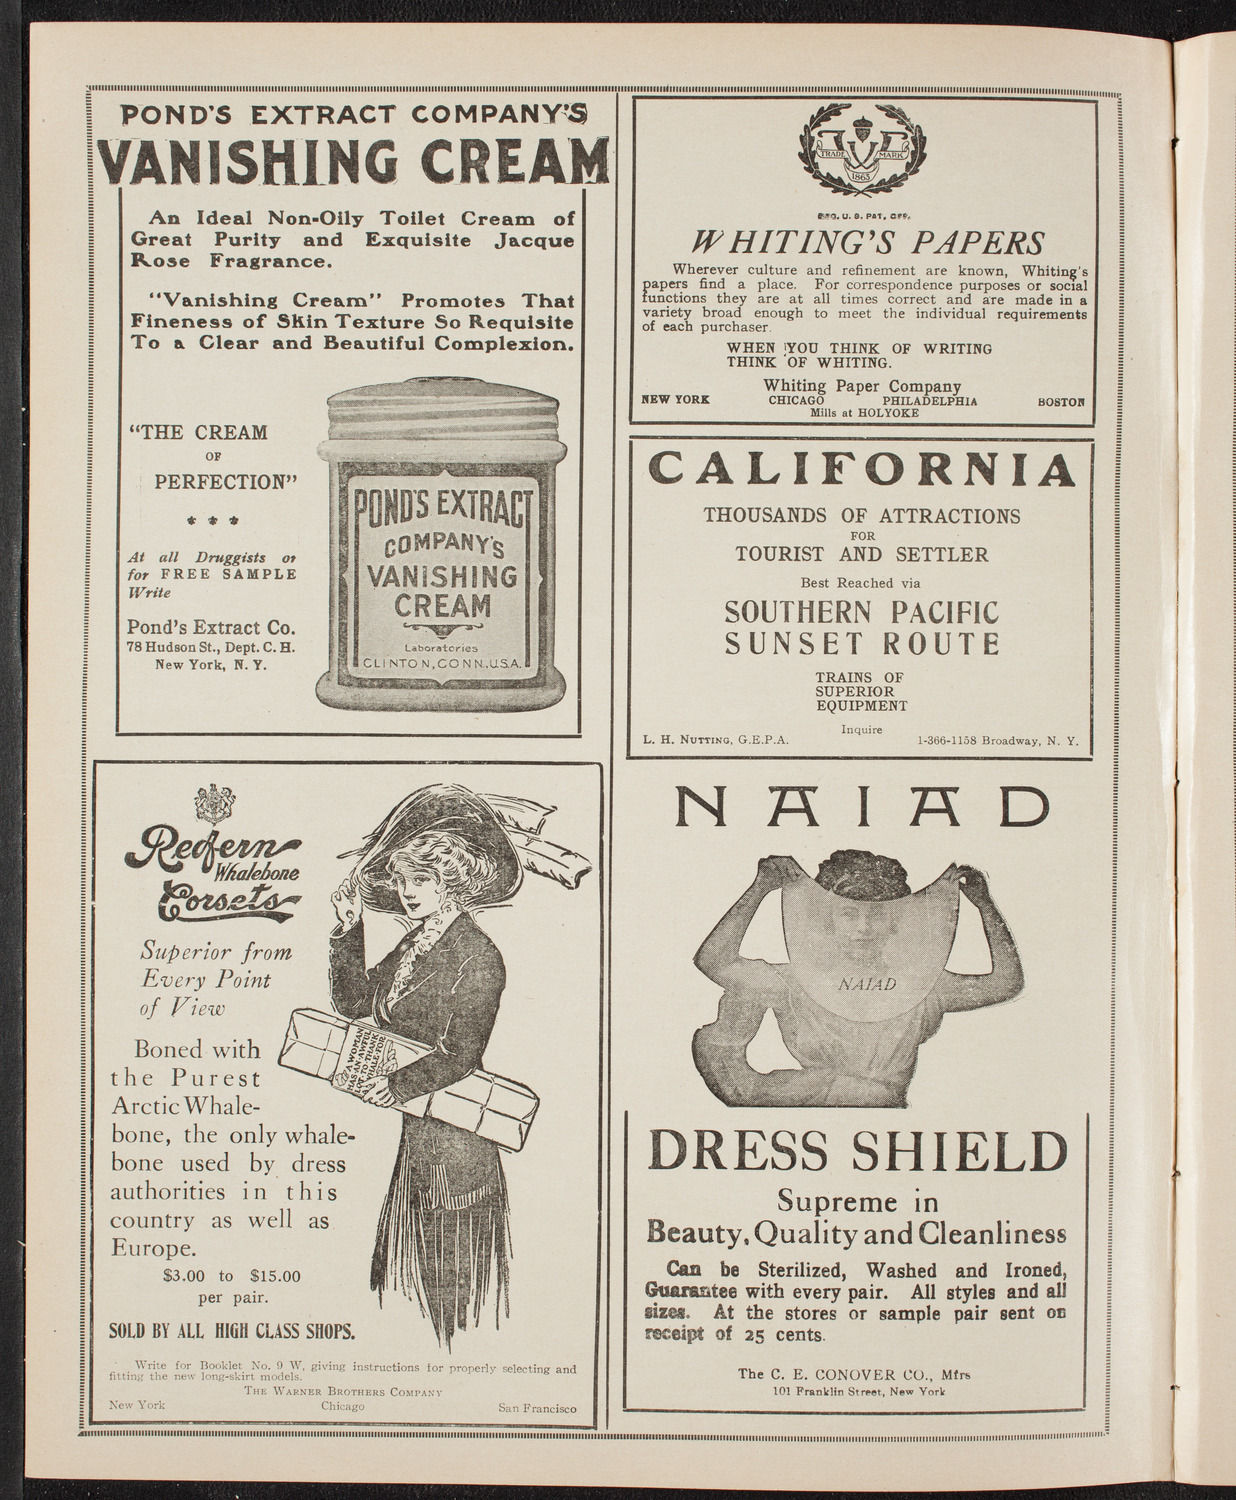 POND'S EXTRACT COMPANY'S
VANISHING CREAM
An Ideal Non-Oily Toilet Cream of
Great Purity and Exquisite Jacque
Rose Fragrance.
"Vanishing Cream" Promotes That
Fineness of Skin Texture So Requisite
To a Clear and Beautiful Complexion.
"THE CREAM
OF
PERFECTION"
* * *
At all Druggists or
for FREE SAMPLE
Write
Pond's Extract Co.
78 Hudson St., Dept. C. H.
New York, N. Y.
POND'S EXTRACT
COMPANY'S
VANISHING
CREAM
Laboratories
CLINTON, CONN., U.S.A.
TRADE MARK
1865
REG. U. S. PAT. OFF.
WHITING'S PAPERS
Wherever culture and refinement are known, Whiting's
papers find a place. For correspondence purposes or social
functions they are at all times correct and are made in a
variety broad enough to meet the individual requirements
of each purchaser.
WHEN YOU THINK OF WRITING
THINK OF WHITING.
Whiting Paper Company
NEW YORK CHICAGO PHILADELPHIA BOSTON
Mills at HOLYOKE
CALIFORNIA
THOUSANDS OF ATTRACTIONS
FOR
TOURIST AND SETTLER
Best Reached via
SOUTHERN PACIFIC
SUNSET ROUTE
TRAINS OF
SUPERIOR
EQUIPMENT
Inquire
L. H. NUTTING, G.E.P.A. 1-366-1158 Broadway, N. Y.
Redfern
Whalebone
Corsets
Superior from
Every Point
of View
Boned with
the Purest
Arctic Whale-
bone, the only whale-
bone used by dress
authorities in this
country as well as
Europe.
$3.00 to $15.00
per pair.
SOLD BY ALL HIGH CLASS SHOPS.
A WOMAN
HAS AN AWFUL
LOT TO THANK
A WHALE FOR
Write for Booklet No. 9 W, giving instructions for properly selecting and
fitting the new long-skirt models.
THE WARNER BROTHERS COMPANY
New York Chicago San Francisco
NAIAD
NAIAD
DRESS SHIELD
Supreme in
Beauty, Quality and Cleanliness
Can be Sterilized, Washed and Ironed,
Guarantee with every pair. All styles and all
sizes. At the stores or sample pair sent on
receipt of 25 cents.
The C. E. CONOVER CO., Mfrs
101 Franklin Street, New York